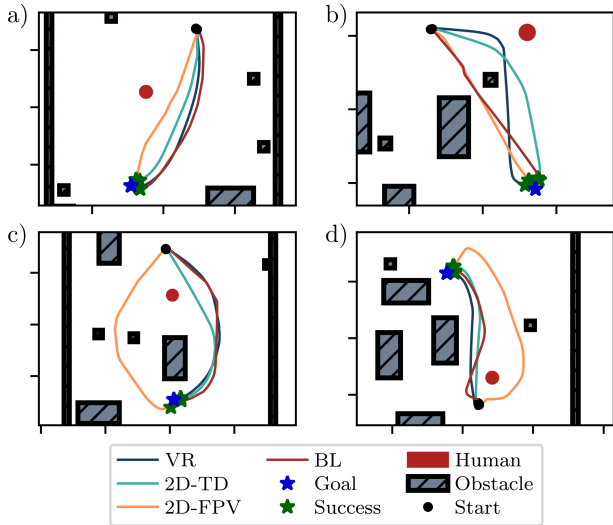 a)
b)
c)
d)
VR
BL
Human
2D-TD
Goal
Obstacle
2D-FPV
Success
Start